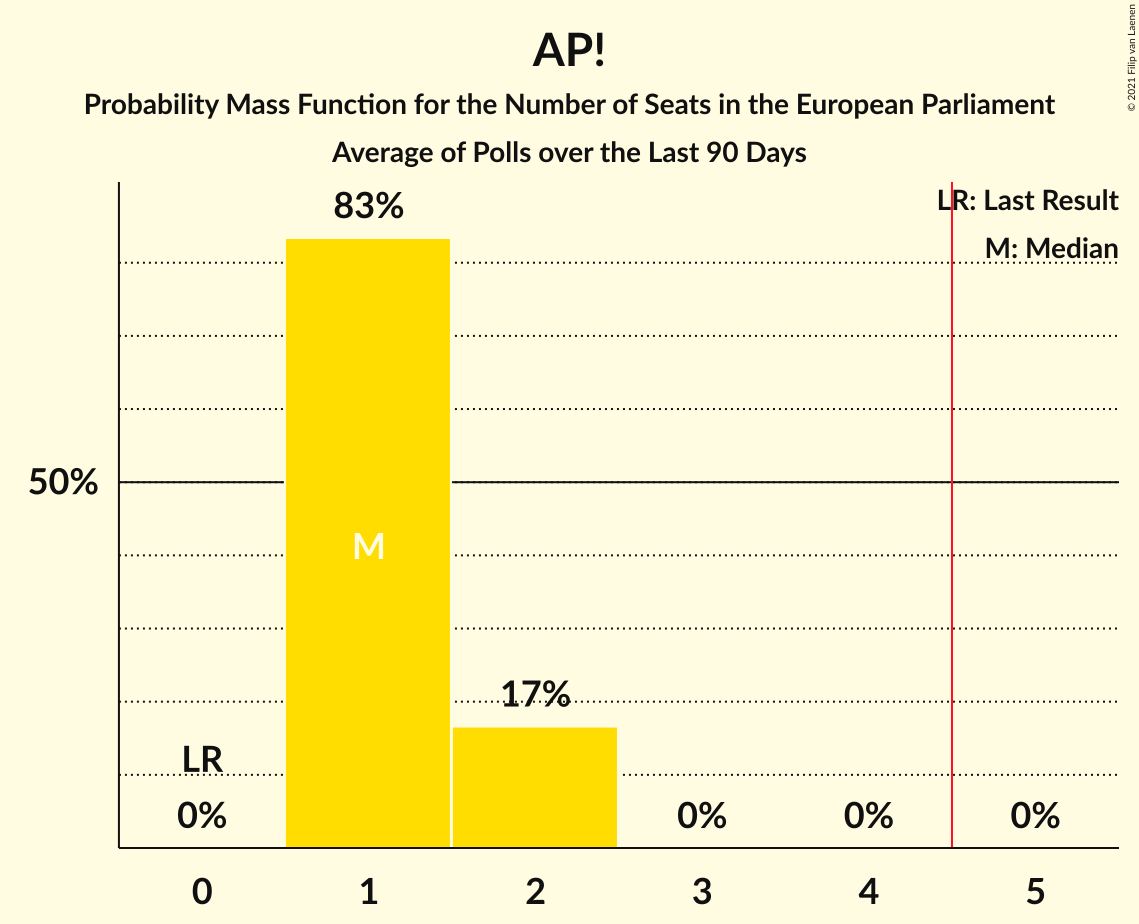 AP!
Probability Mass Function for the Number of Seats in the European Parliament
Average of Polls over the Last 90 Days
© 2021 Filip van Laenen
LR: Last Result
M: Median
83%
50%
M
17%
LR
0%
0%
0%
0%
0
1
2
3
4
5